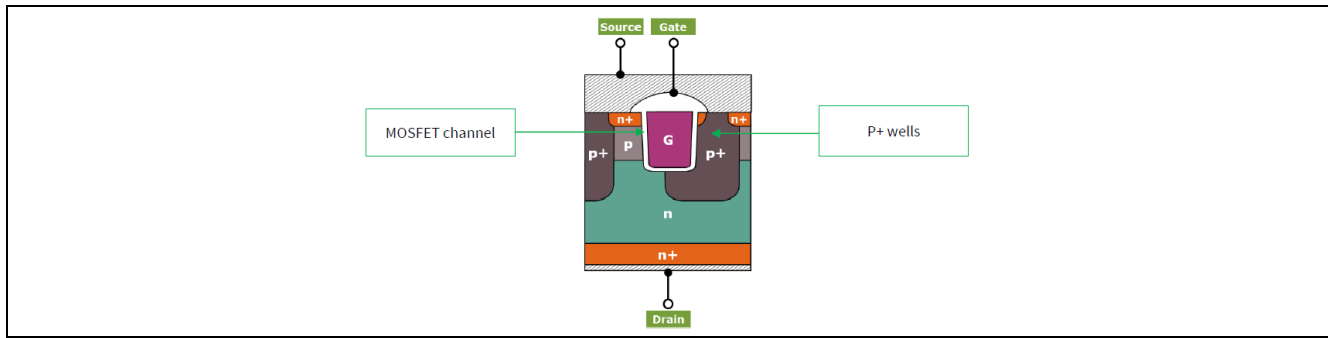 Source Gate
MOSFET channel
P+ wells
n+ n+
G
p
p+ p+
n
n+
Drain